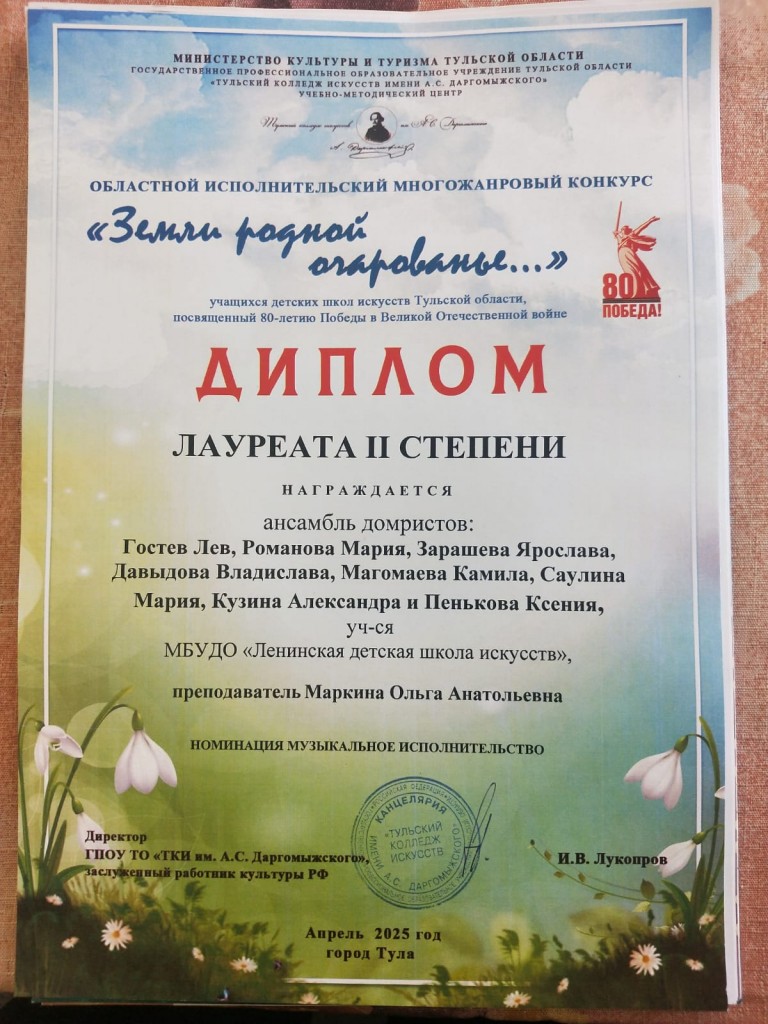 МИНИСТЕРСТВО КУЛЬТУРЫ И ТУРИЗМА ТУЛЬСКОЙ ОБЛАСТИ
ГОСУДАРСТВЕННОЕ ПРОФЕССИОНАЛЬНОЕ ОБРАЗОВАТЕЛЬНОЕ УЧРЕЖДЕНИЕ ТУЛЬСКОЙ ОБЛАСТИ
«ТУЛЬСКИЙ КОЛЛЕДЖ ИСКУССТВ ИМЕНИ А.С. ДАРГОМЫЖСКОГО»
УЧЕБНО-МЕТОДИЧЕСКИЙ ЦЕНТР
ОБЛАСТНОЙ ИСПОЛНИТЕЛЬСКИЙ МНОГОЖАНРОВЫЙ КОНКУРС
«Земли родной
очарованье...»
80
ПОБЕДА!
учащихся детских школ искусств Тульской области,
посвященный 80-летию Победы в Великой Отечественной войне
ДИПЛОМ
ЛАУРЕАТА II СТЕПЕНИ
НАГРАЖДАЕТСЯ
ансамбль домристов:
Гостев Лев, Романова Мария, Зарашева Ярослава,
Давыдова Владислава, Магомаева Камила, Саулина
Мария, Кузина Александра и Пенькова Ксения,
уч-ся
МБУДО «Ленинская детская школа искусств»,
преподаватель Маркина Ольга Анатольевна
НОМИНАЦИЯ МУЗЫКАЛЬНОЕ ИСПОЛНИТЕЛЬСТВО
КАНЦЕЛЯРИЯ
«ТУЛЬСКИЙ
КОЛЛЕДЖ
ИСКУССТВ
ИМЕНИ А.С. ДАРГОМЫЖСКОГО»
Директор
ГПОУ ТО «ТКИ им. А.С. Даргомыжского»,
заслуженный работник культуры РФ
И.В. Лукопров
Апрель 2025 год
город Тула